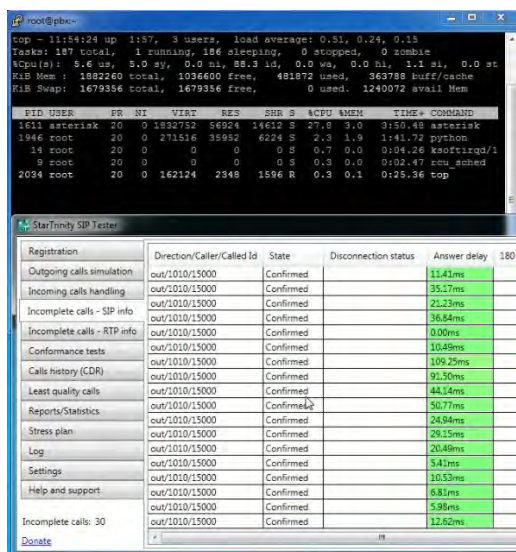 root@pbx:~
top - 11:54:24 up  1:57,  3 users,  load average: 0.51, 0.24, 0.15
Tasks: 187 total,   1 running, 186 sleeping,   0 stopped,   0 zombie
%Cpu(s):  5.6 us,  5.0 sy,  0.0 ni, 88.3 id,  0.0 wa,  0.0 hi,  1.1 si,  0.0 st
KiB Mem :  1882260 total,  1036600 free,   481872 used,   363788 buff/cache
KiB Swap:  1679356 total,  1679356 free,        0 used.  1240072 avail Mem
PID USER      PR  NI    VIRT    RES    SHR S  %CPU %MEM     TIME+ COMMAND
1611 asterisk  20   0 1832752  56924  14612 S  27.8  3.0   3:50.48 asterisk
1946 root      20   0  271516  35952   6224 S   2.3  1.9   1:41.72 python
14 root      20   0       0      0      0 S   0.7  0.0   0:04.26 ksoftirqd/1
9 root      20   0       0      0      0 S   0.3  0.0   0:02.47 rcu_sched
2034 root      20   0  162124   2348   1596 R   0.3  0.1   0:25.36 top
StarTrinity SIP Tester
Registration
Outgoing calls simulation
Incoming calls handling
Incomplete calls - SIP info
Incomplete calls - RTP info
Conformance tests
Calls history (CDR)
Least quality calls
Reports/Statistics
Stress plan
Log
Settings
Help and support
Incomplete calls: 30
Donate
Direction/Caller/Called Id State Disconnection status Answer delay 180
out/1010/15000 Confirmed 11.41ms
out/1010/15000 Confirmed 35.17ms
out/1010/15000 Confirmed 21.23ms
out/1010/15000 Confirmed 36.84ms
out/1010/15000 Confirmed 0.00ms
out/1010/15000 Confirmed 10.49ms
out/1010/15000 Confirmed 109.25ms
out/1010/15000 Confirmed 91.50ms
out/1010/15000 Confirmed 44.14ms
out/1010/15000 Confirmed 50.77ms
out/1010/15000 Confirmed 24.94ms
out/1010/15000 Confirmed 29.15ms
out/1010/15000 Confirmed 20.49ms
out/1010/15000 Confirmed 5.41ms
out/1010/15000 Confirmed 10.53ms
out/1010/15000 Confirmed 6.81ms
out/1010/15000 Confirmed 5.98ms
out/1010/15000 Confirmed 12.62ms